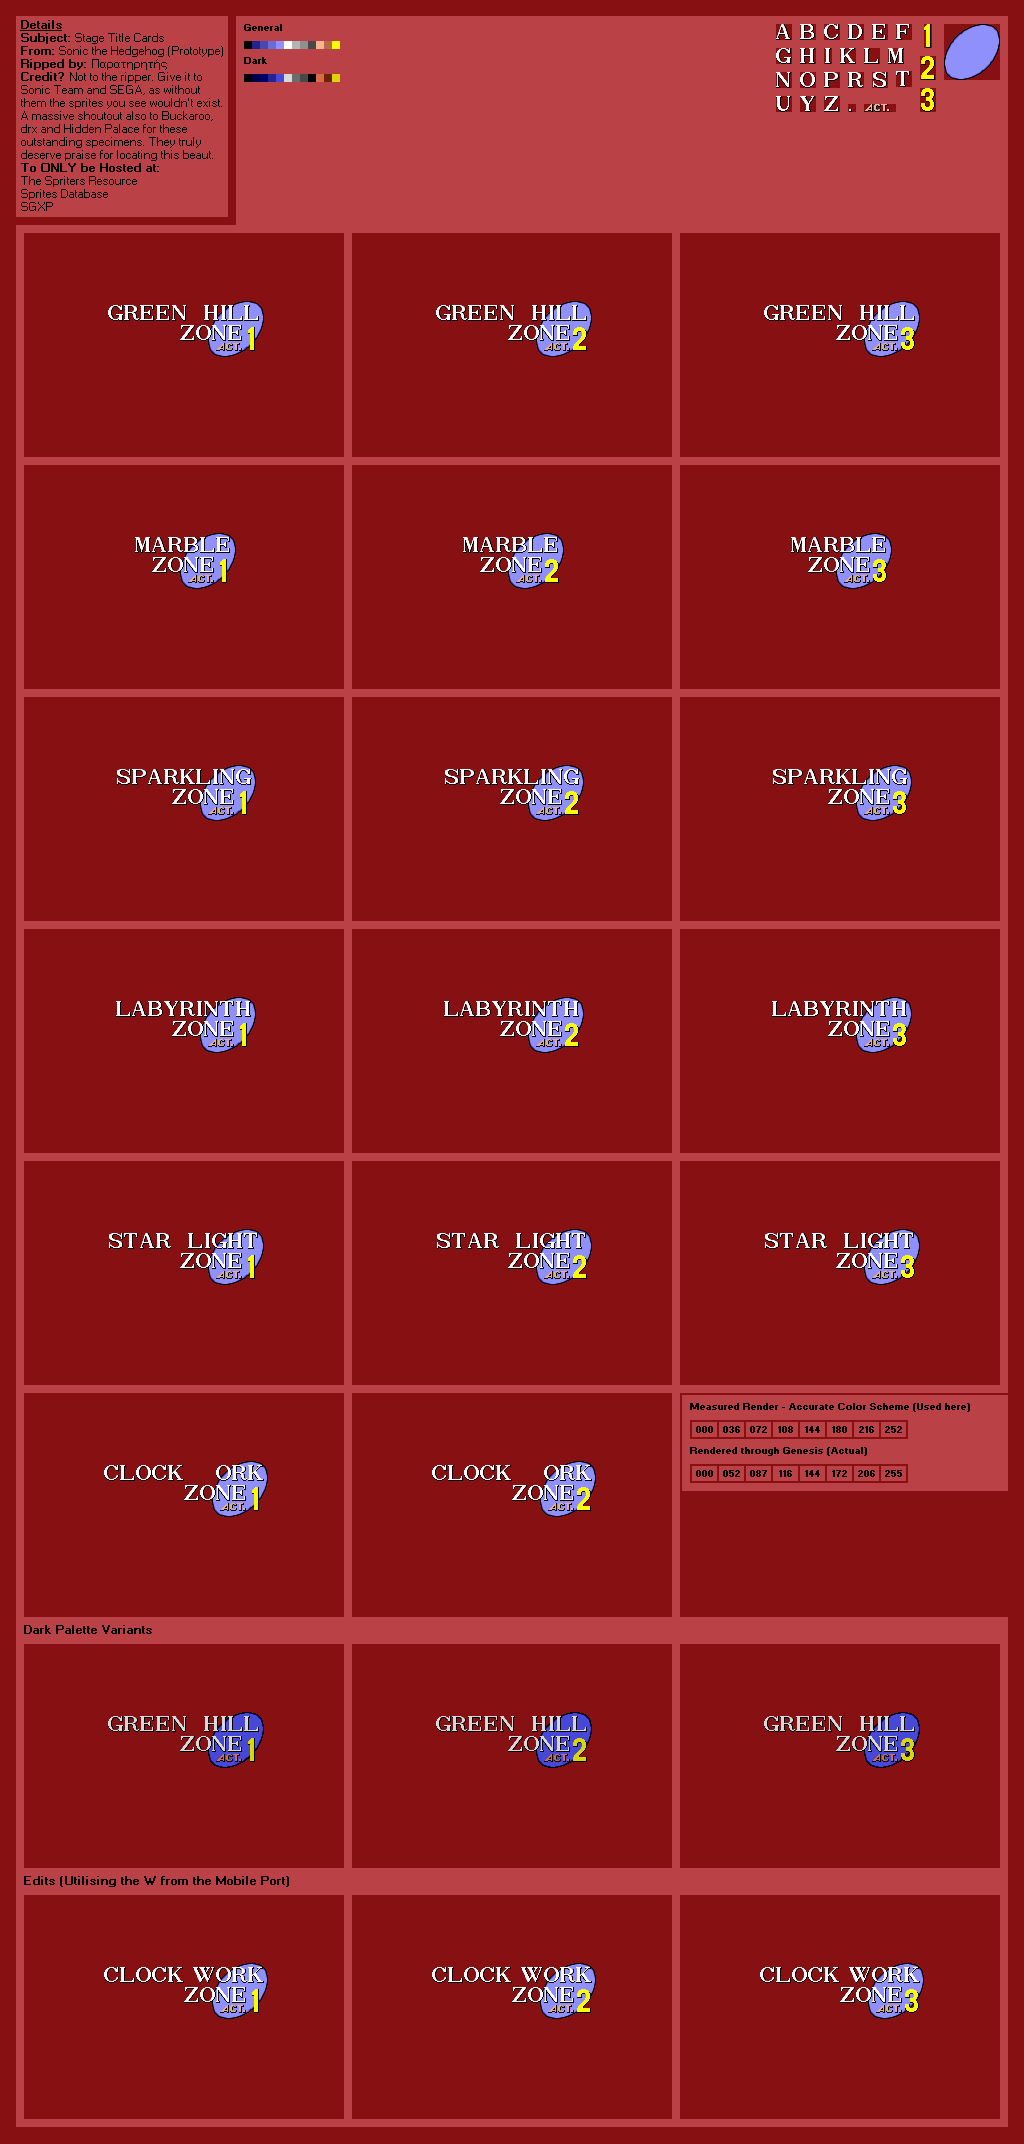 Details
Subject: Stage Title Cards
From: Sonic the Hedgehog (Prototype)
Ripped by: Παρατηρητής
Credit? Not to the ripper. Give it to
Sonic Team and SEGA, as without
them the sprites you see wouldn't exist.
A massive shoutout also to Buckaroo,
drx and Hidden Palace for these
outstanding specimens. They truly
deserve praise for locating this beaut.
To ONLY be Hosted at:
The Spriters Resource
Sprites Database
SGXP
General
Dark
A B C D E F 1
G H I K L M 2
N O P R S T 3
U Y Z . ACT.
GREEN HILL
ZONE
ACT. 1
GREEN HILL
ZONE
ACT. 2
GREEN HILL
ZONE
ACT. 3
MARBLE
ZONE
ACT. 1
MARBLE
ZONE
ACT. 2
MARBLE
ZONE
ACT. 3
SPARKLING
ZONE
ACT. 1
SPARKLING
ZONE
ACT. 2
SPARKLING
ZONE
ACT. 3
LABYRINTH
ZONE
ACT. 1
LABYRINTH
ZONE
ACT. 2
LABYRINTH
ZONE
ACT. 3
STAR LIGHT
ZONE
ACT. 1
STAR LIGHT
ZONE
ACT. 2
STAR LIGHT
ZONE
ACT. 3
CLOCK ORK
ZONE
ACT. 1
CLOCK ORK
ZONE
ACT. 2
Measured Render - Accurate Color Scheme (Used here)
000 036 072 108 144 180 216 252
Rendered through Genesis (Actual)
000 052 087 116 144 172 206 255
Dark Palette Variants
GREEN HILL
ZONE
ACT. 1
GREEN HILL
ZONE
ACT. 2
GREEN HILL
ZONE
ACT. 3
Edits (Utilising the W from the Mobile Port)
CLOCK WORK
ZONE
ACT. 1
CLOCK WORK
ZONE
ACT. 2
CLOCK WORK
ZONE
ACT. 3